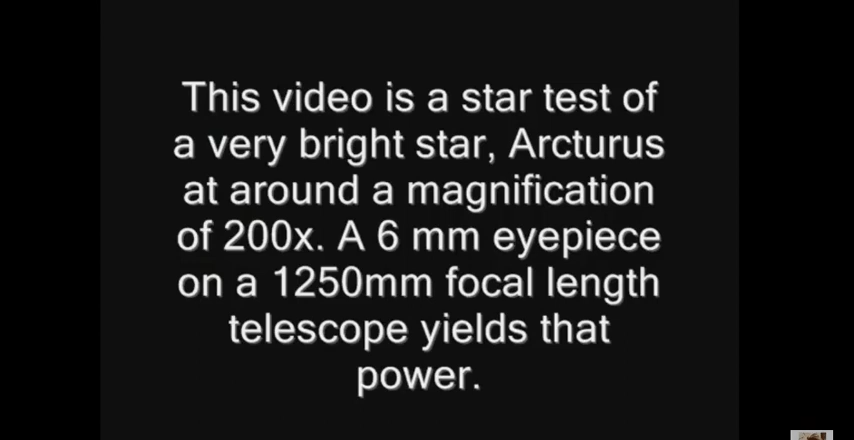 This video is a star test of
a very bright star, Arcturus
at around a magnification
of 200x. A 6 mm eyepiece
on a 1250mm focal length
telescope yields that
power.